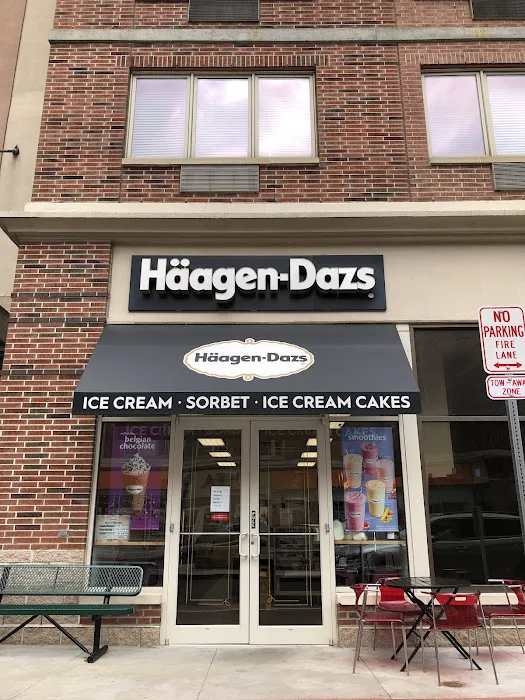 Häagen-Dazs
Häagen-Dazs
ICE CREAM · SORBET · ICE CREAM CAKES
NO
PARKING
FIRE
LANE
TOW-AWAY
ZONE
belgian
chocolate
smoothies